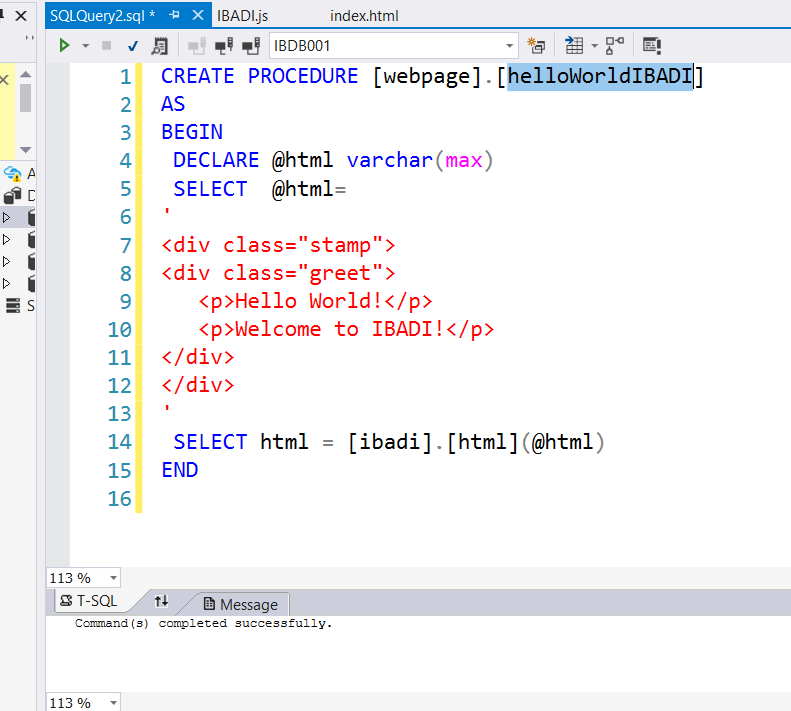 SQLQuery2.sql * IBADI.js index.html
IBDB001
1 CREATE PROCEDURE [webpage].[helloWorldIBADI]
2 AS
3 BEGIN
4 DECLARE @html varchar(max)
5 SELECT @html=
6 '
7 <div class="stamp">
8 <div class="greet">
9 <p>Hello World!</p>
10 <p>Welcome to IBADI!</p>
11 </div>
12 </div>
13 '
14 SELECT html = [ibadi].[html](@html)
15 END
16
A
D
S
113 %
T-SQL Message
Command(s) completed successfully.
113 %